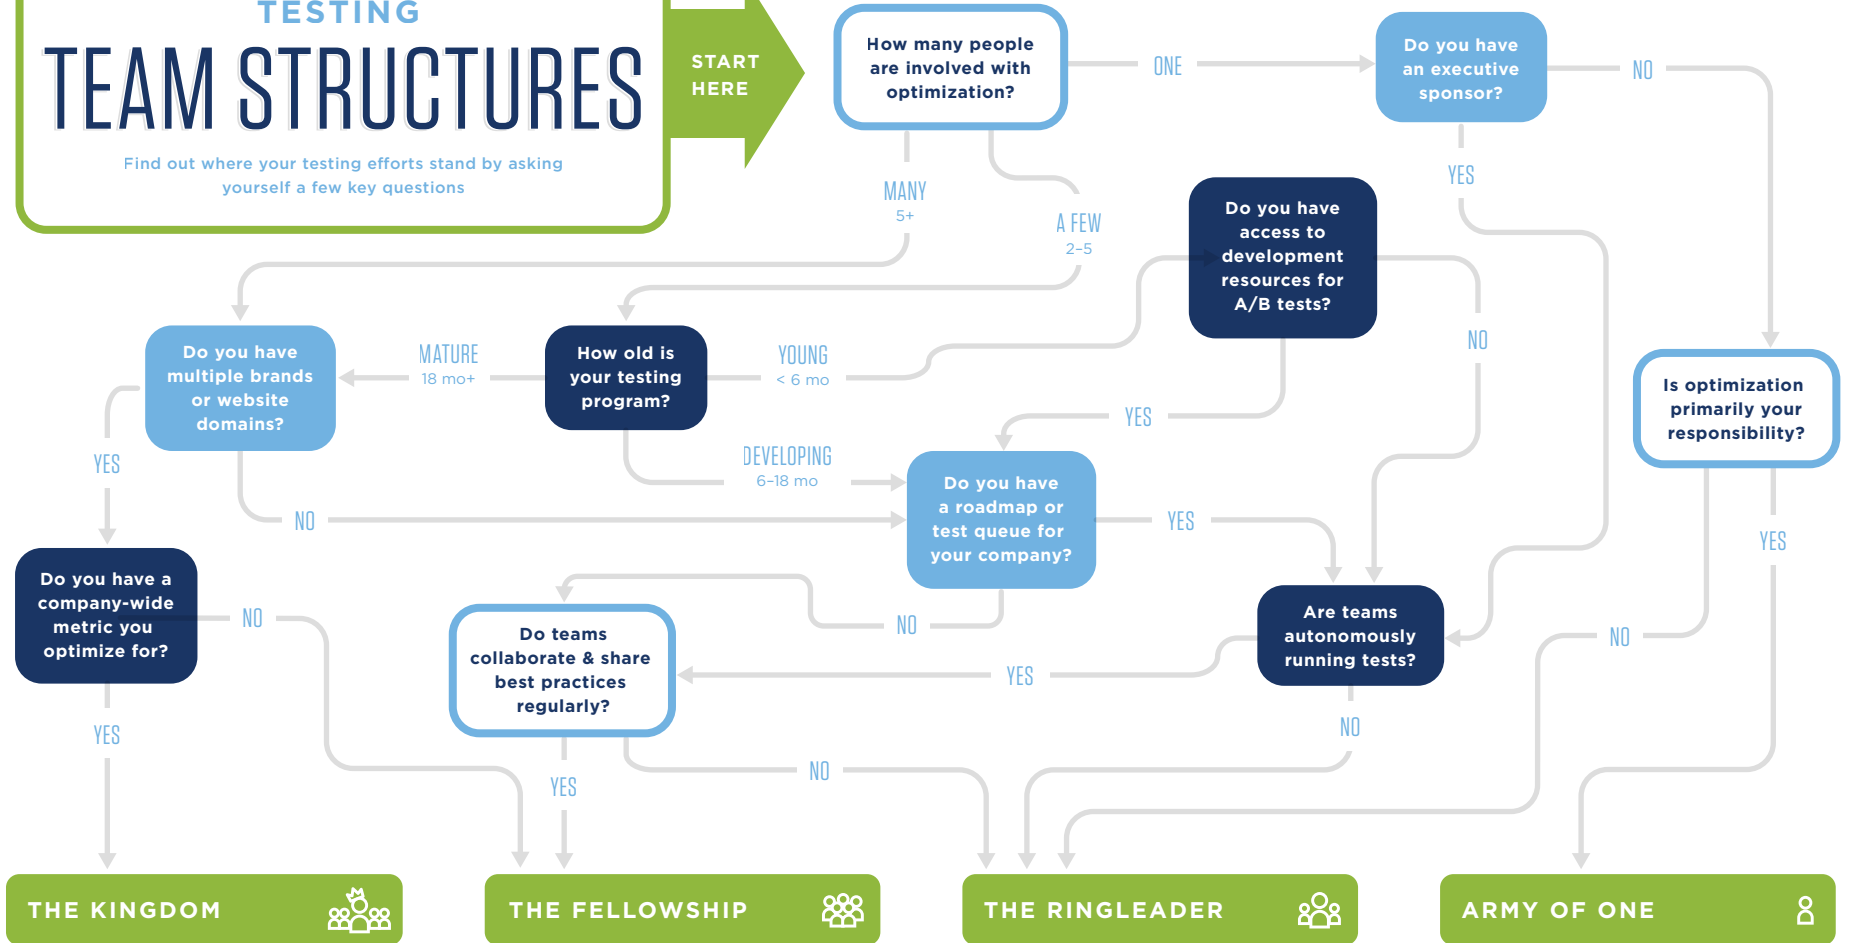 TESTING
TEAM STRUCTURES
Find out where your testing efforts stand by asking
yourself a few key questions
START
HERE
How many people
are involved with
optimization?
ONE
Do you have
an executive
sponsor?
NO
MANY
5+
A FEW
2–5
YES
Do you have
access to
development
resources for
A/B tests?
NO
Do you have
multiple brands
or website
domains?
MATURE
18 mo+
How old is
your testing
program?
YOUNG
< 6 mo
Is optimization
primarily your
responsibility?
YES
DEVELOPING
6–18 mo
YES
NO
Do you have
a roadmap or
test queue for
your company?
YES
YES
Do you have a
company-wide
metric you
optimize for?
NO
Do teams
collaborate & share
best practices
regularly?
NO
Are teams
autonomously
running tests?
NO
YES
YES
NO
YES
NO
THE KINGDOM
THE FELLOWSHIP
THE RINGLEADER
ARMY OF ONE